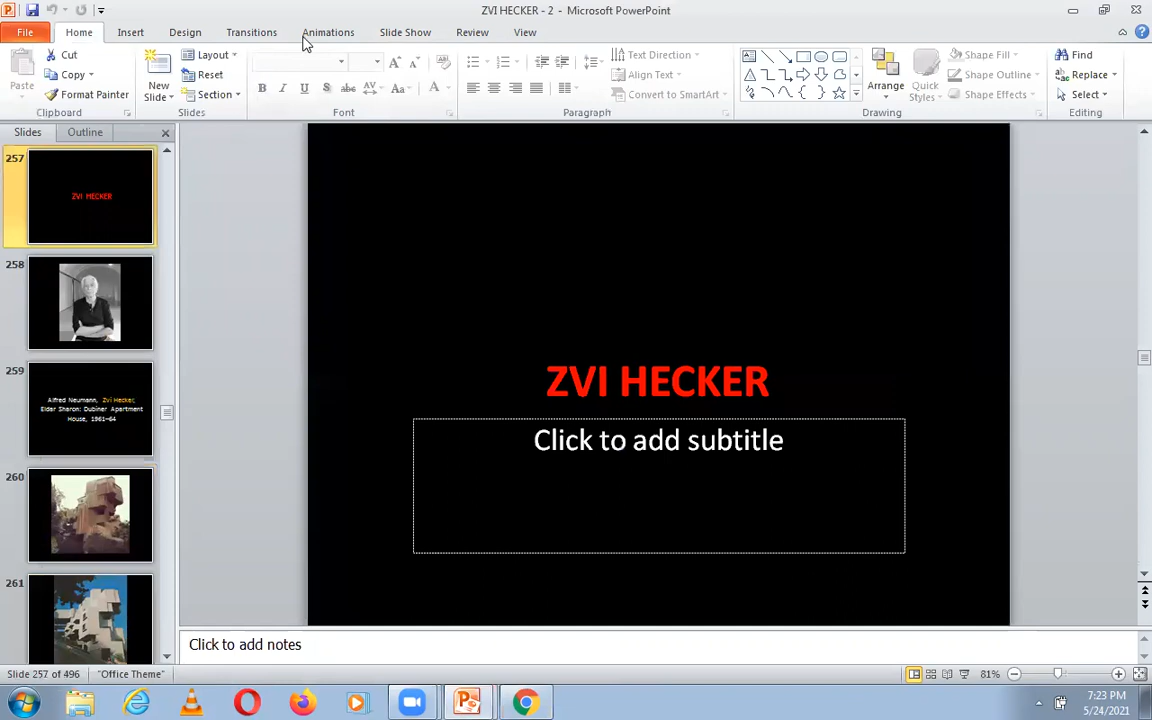 ZVI HECKER - 2 - Microsoft PowerPoint
File Home Insert Design Transitions Animations Slide Show Review View
Paste
Cut
Copy
Format Painter
Clipboard
New
Slide
Layout
Reset
Section
Slides
Font
Text Direction
Align Text
Convert to SmartArt
Paragraph
Arrange
Quick
Styles
Shape Fill
Shape Outline
Shape Effects
Drawing
Find
Replace
Select
Editing
Slides Outline
257
ZVI HECKER
258
259
Alfred Neumann, Zvi Hecker,
Elder Sharon: Dubiner Apartment
House, 1961–64
260
261
ZVI HECKER
Click to add subtitle
Click to add notes
Slide 257 of 496 "Office Theme" 81%
7:23 PM
5/24/2021